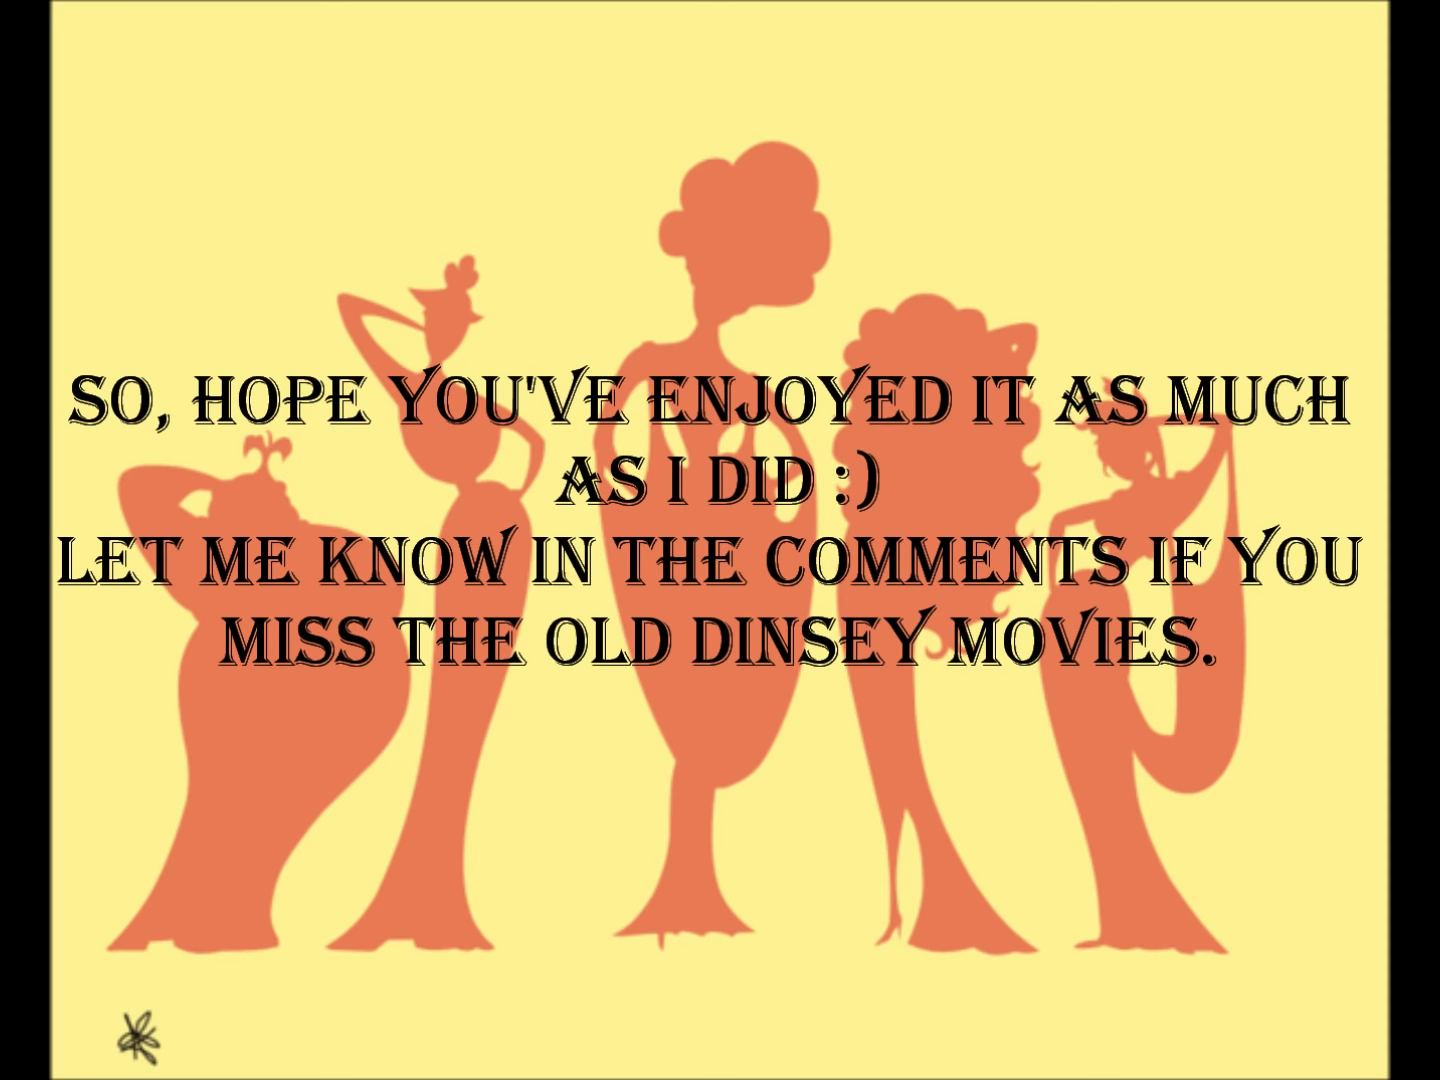 SO, HOPE YOU'VE ENJOYED IT AS MUCH
AS I DID :)
LET ME KNOW IN THE COMMENTS IF YOU
MISS THE OLD DINSEY MOVIES.